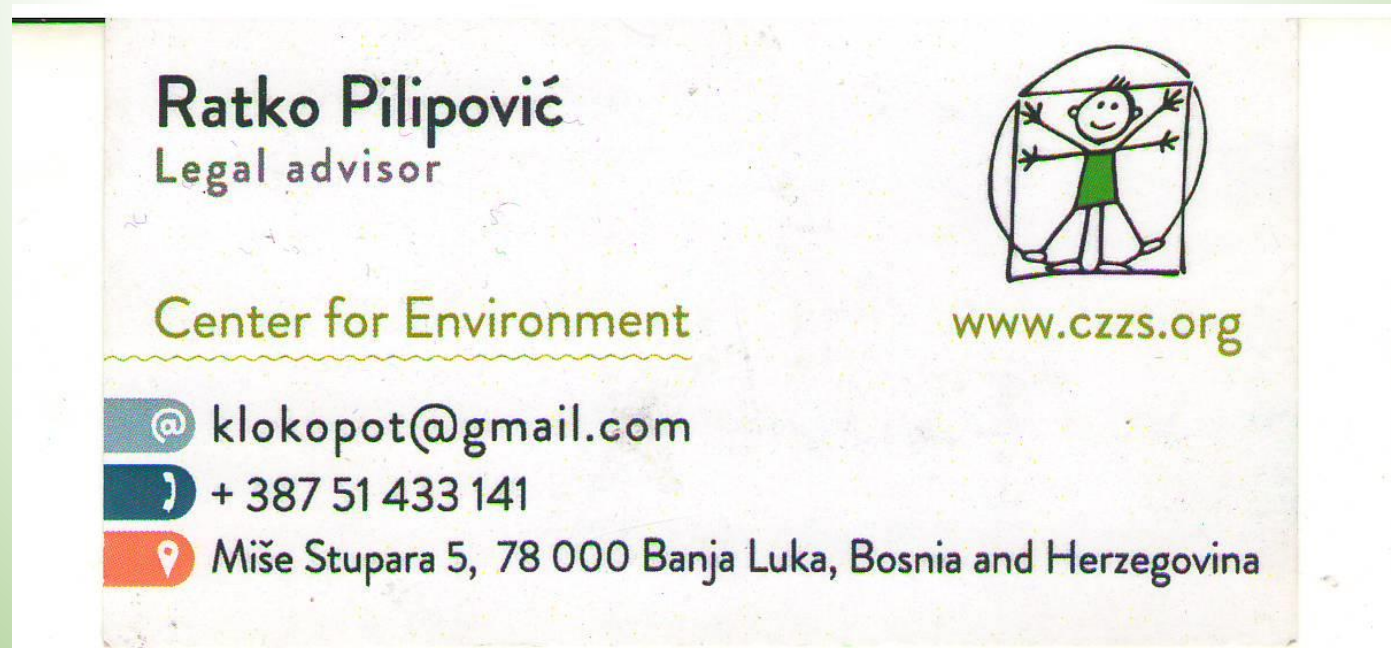 Ratko Pilipović
Legal advisor
Center for Environment
www.czzs.org
@ klokopot@gmail.com
+ 387 51 433 141
Miše Stupara 5, 78 000 Banja Luka, Bosnia and Herzegovina